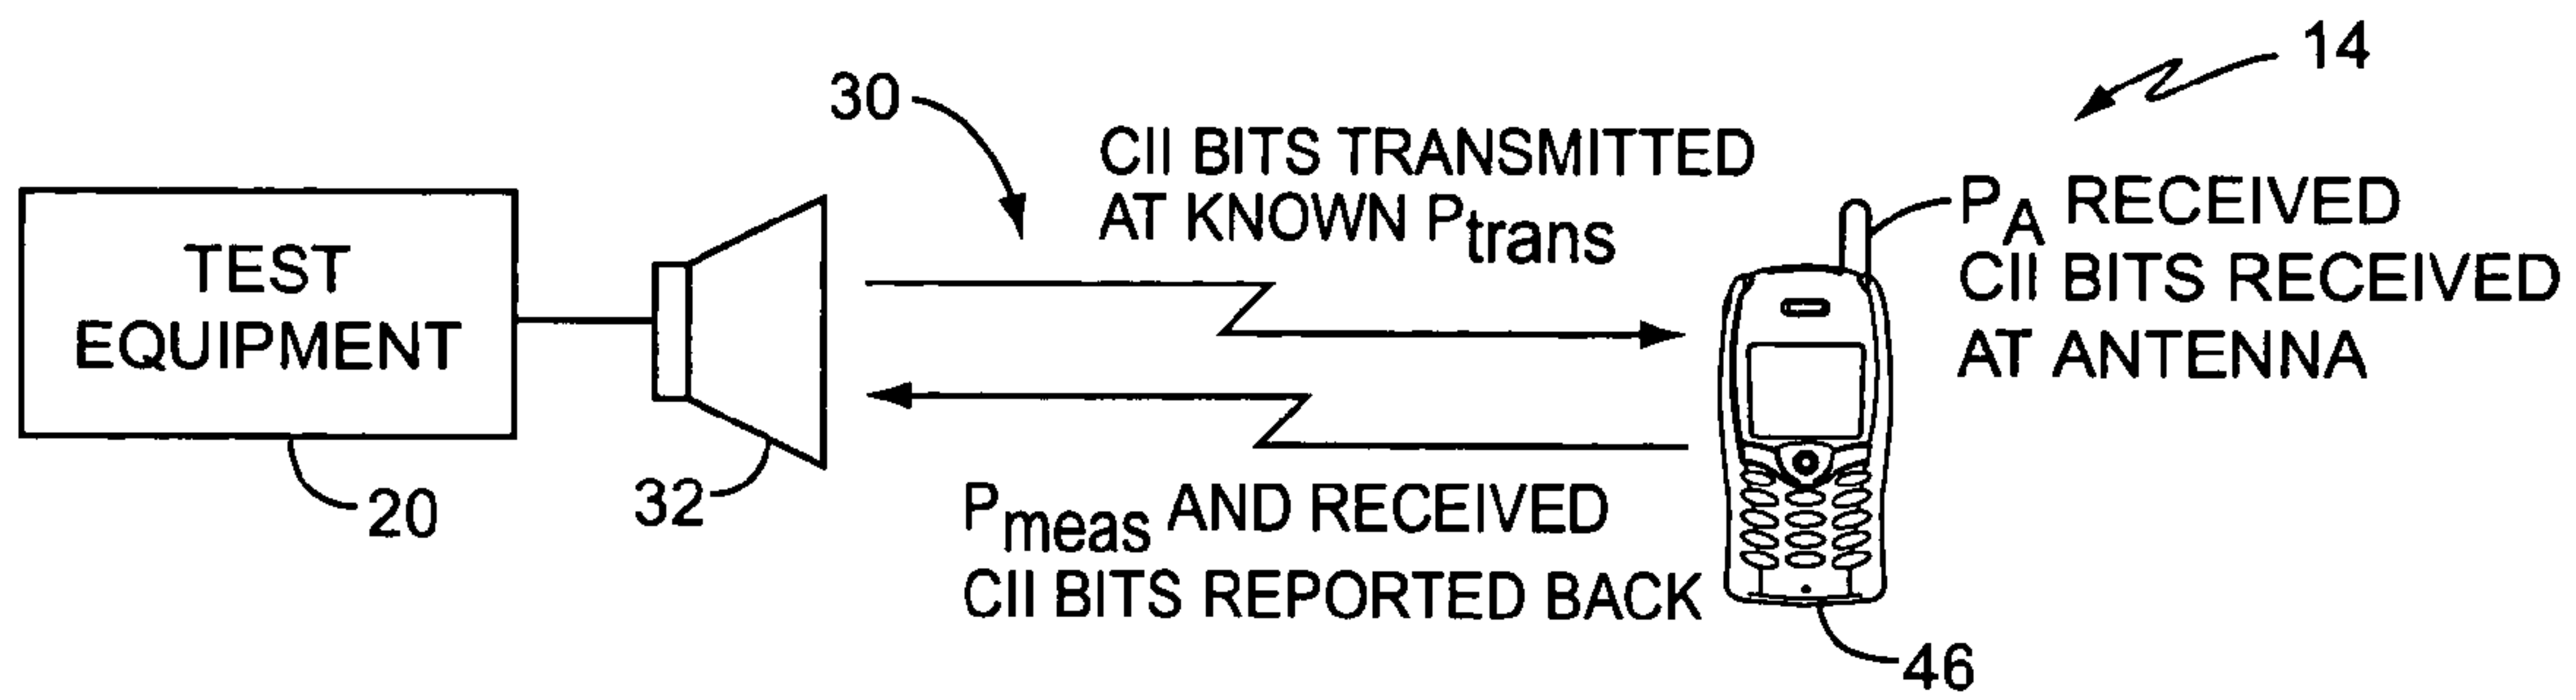 14
30
CII BITS TRANSMITTED
AT KNOWN Ptrans
PA RECEIVED
CII BITS RECEIVED
AT ANTENNA
TEST
EQUIPMENT
20
32
Pmeas AND RECEIVED
CII BITS REPORTED BACK
46